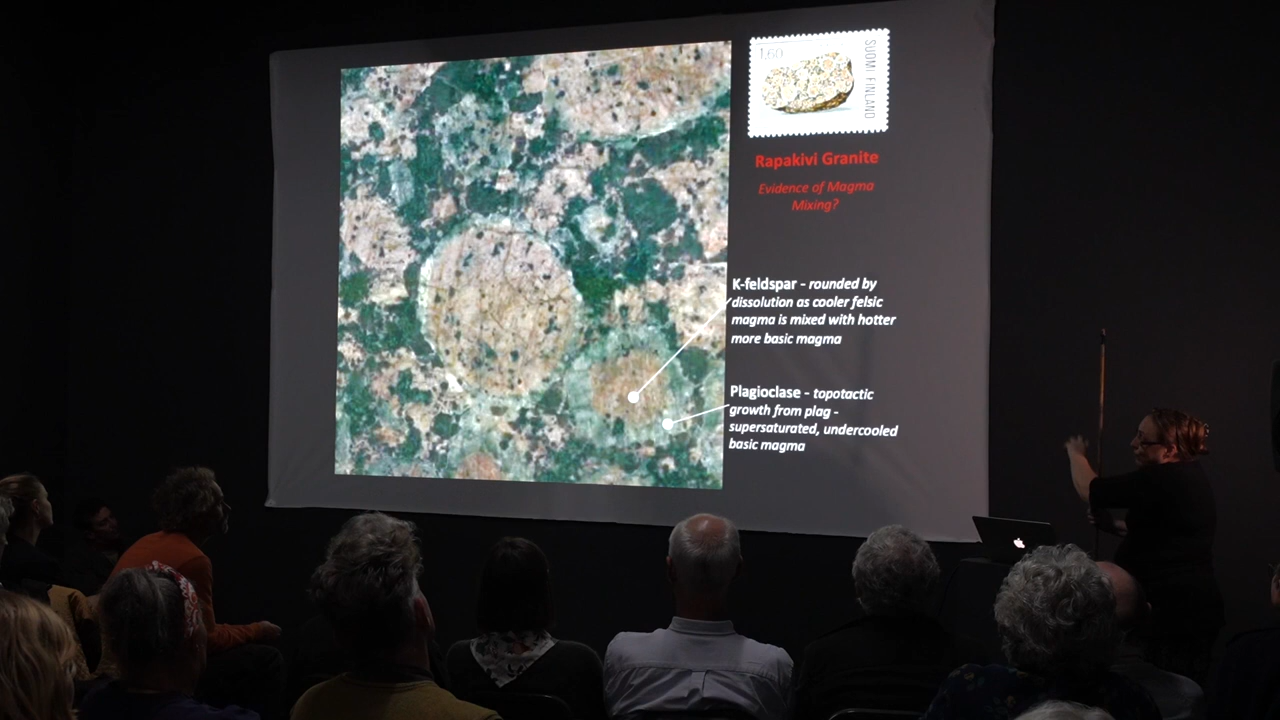 1.60
SUOMI FINLAND
Rapakivi Granite
Evidence of Magma
Mixing?
K-feldspar - rounded by
dissolution as cooler felsic
magma is mixed with hotter
more basic magma
Plagioclase - topotactic
growth from plag -
supersaturated, undercooled
basic magma